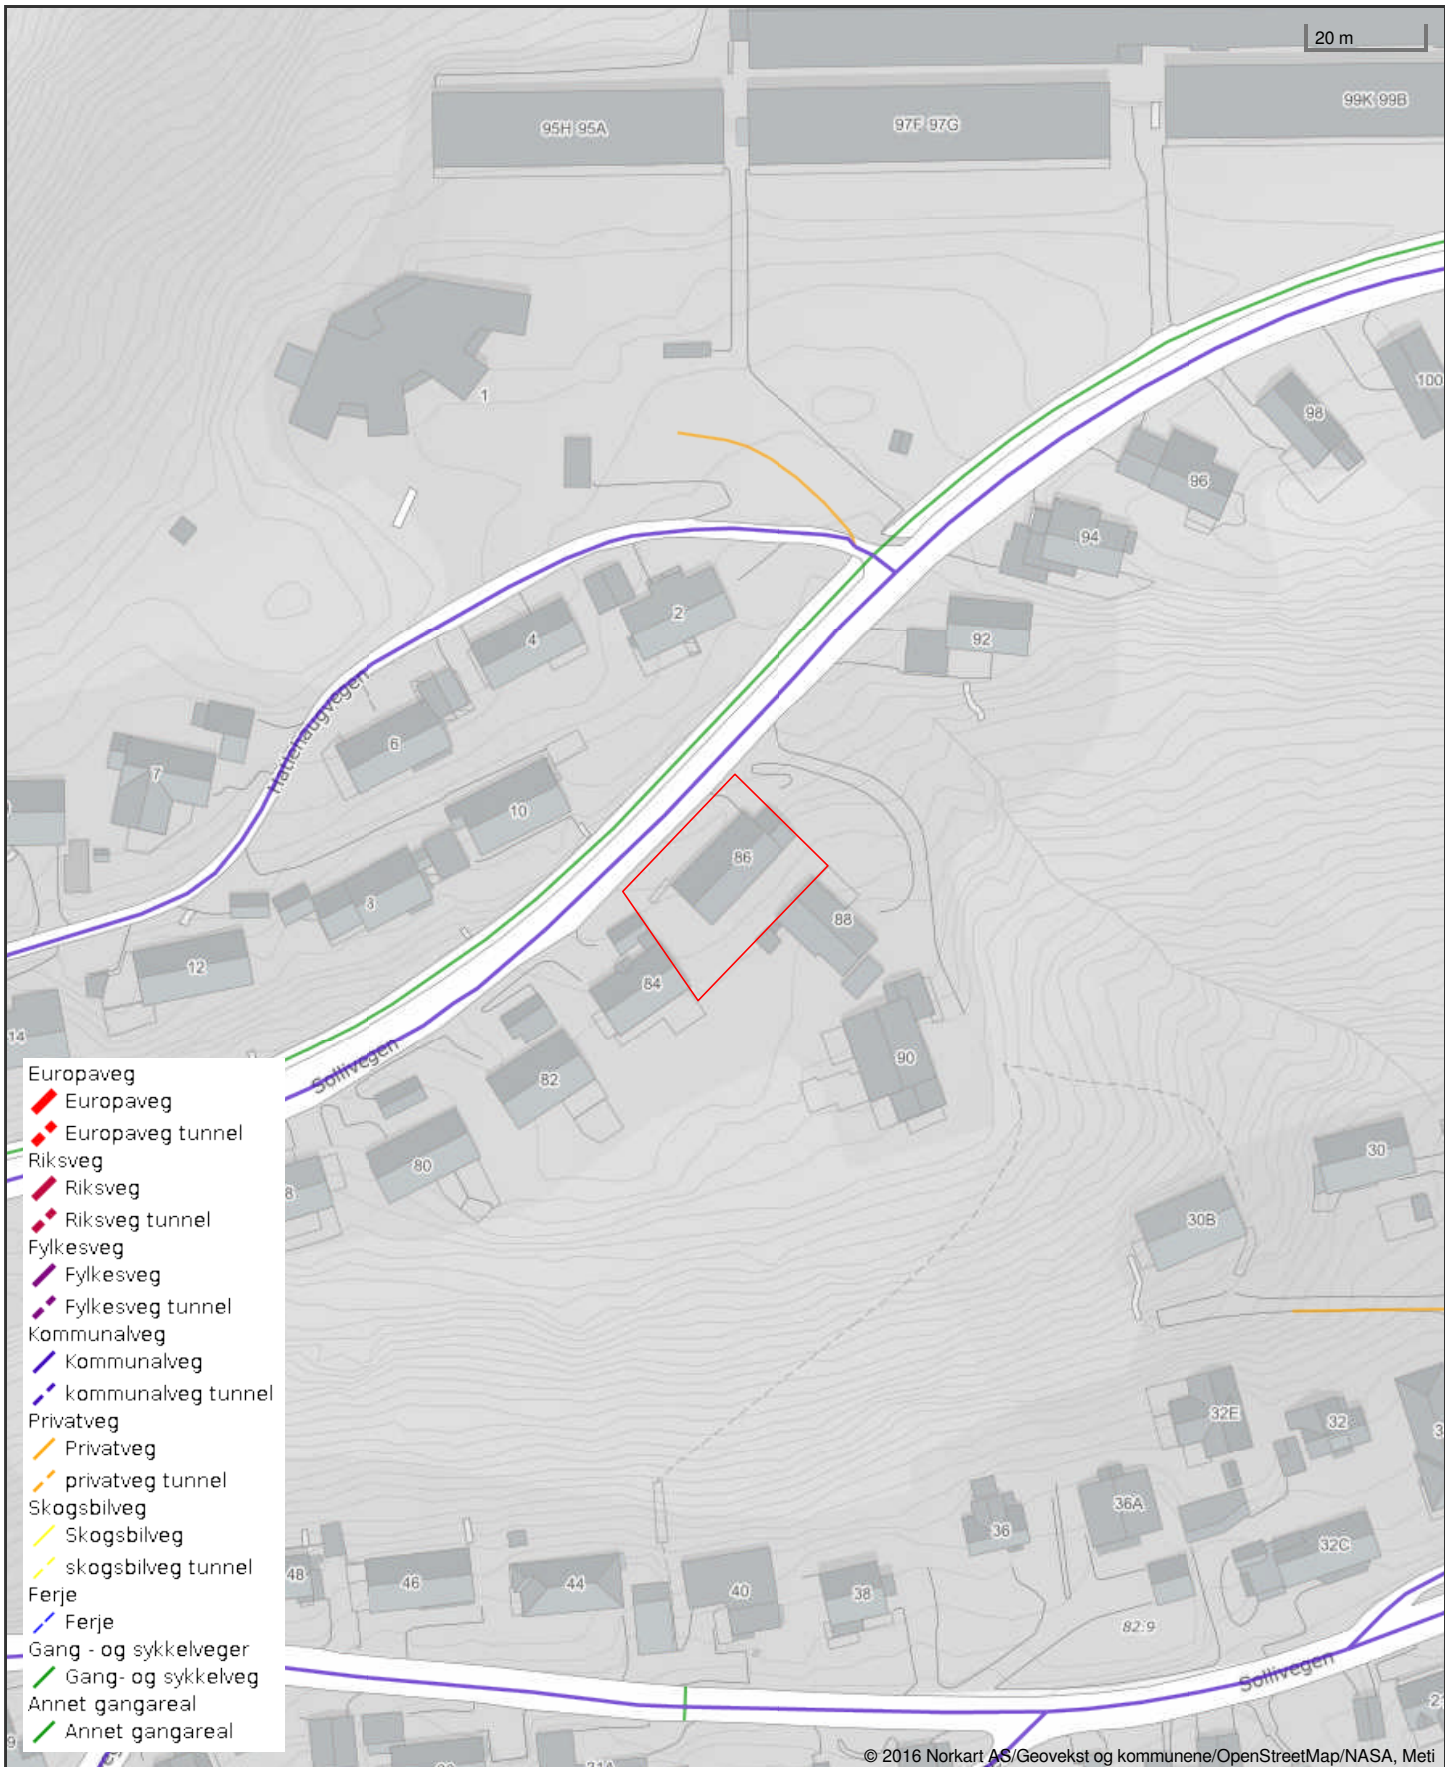 20 m
95H 95A
97F 97G
99K 99B
1
100
98
96
94
92
2
4
6
7
Hatlehaugvegen
10
8
86
88
84
12
14
90
82
80
Sollivegen
8
30
30B
Europaveg
Europaveg
Europaveg tunnel
Riksveg
Riksveg
Riksveg tunnel
Fylkesveg
Fylkesveg
Fylkesveg tunnel
Kommunalveg
Kommunalveg
kommunalveg tunnel
Privatveg
Privatveg
privatveg tunnel
Skogsbilveg
Skogsbilveg
skogsbilveg tunnel
Ferje
Ferje
Gang - og sykkelveger
Gang- og sykkelveg
Annet gangareal
Annet gangareal
32E
32
3
36A
36
32C
48
46
44
40
38
82:9
Sollivegen
9
© 2016 Norkart AS/Geovekst og kommunene/OpenStreetMap/NASA, Meti